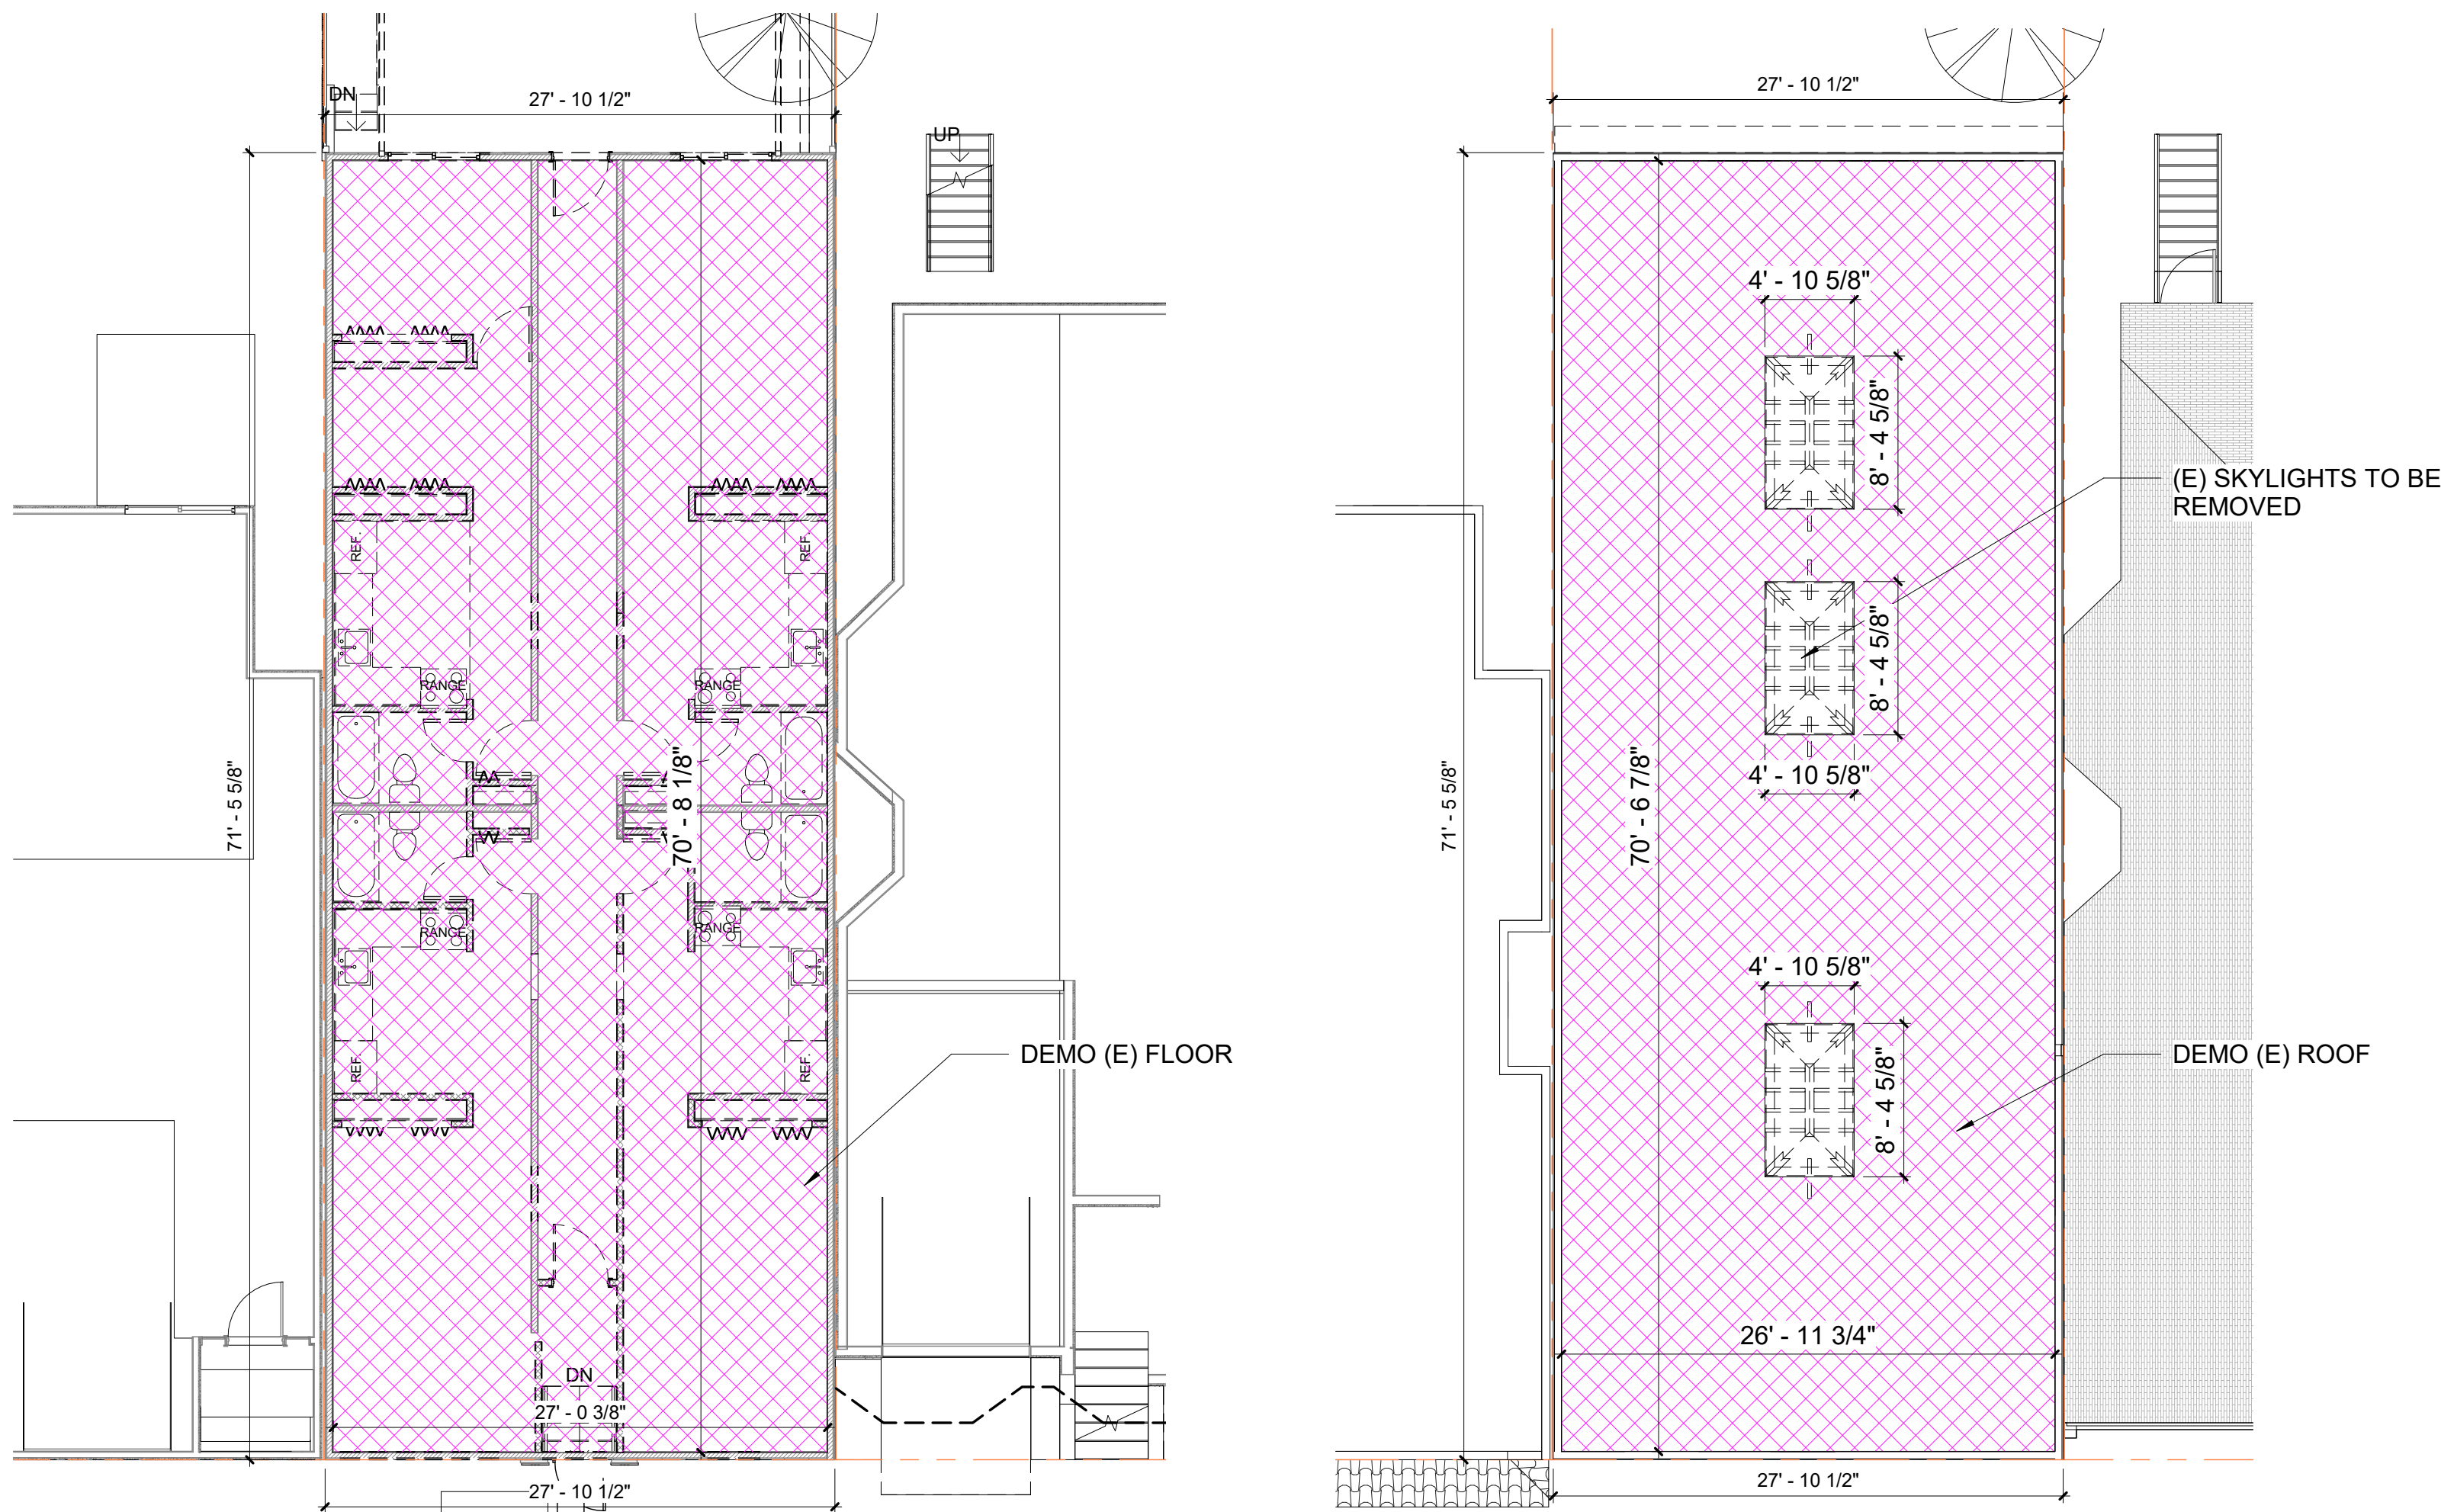 DN
27' - 10 1/2"
UP
REF.
REF.
RANGE
RANGE
71' - 5 5/8"
70' - 8 1/8"
RANGE
RANGE
REF.
REF.
DEMO (E) FLOOR
DN
27' - 0 3/8"
27' - 10 1/2"
27' - 10 1/2"
4' - 10 5/8"
8' - 4 5/8"
(E) SKYLIGHTS TO BE
REMOVED
8' - 4 5/8"
4' - 10 5/8"
71' - 5 5/8"
70' - 6 7/8"
4' - 10 5/8"
8' - 4 5/8"
DEMO (E) ROOF
26' - 11 3/4"
27' - 10 1/2"